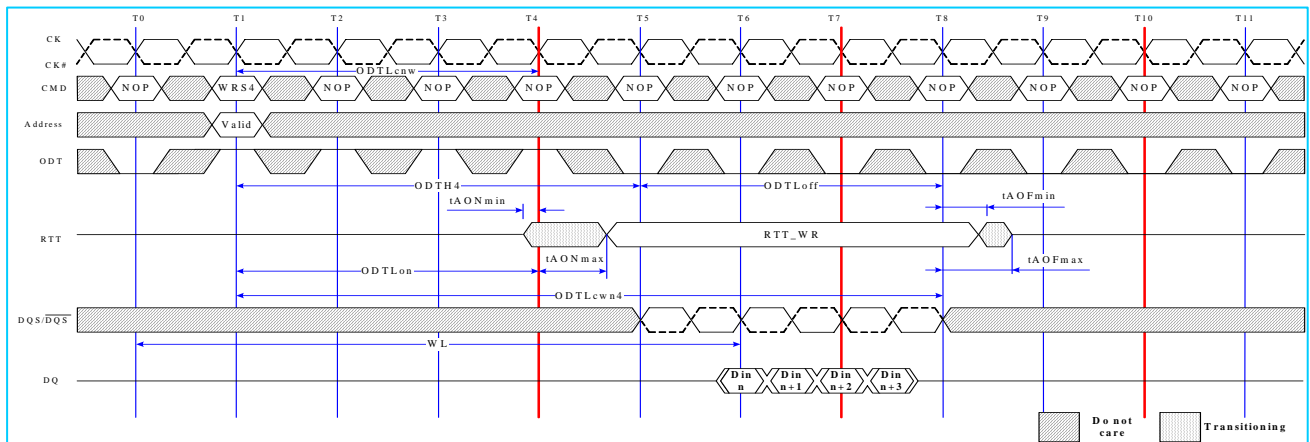 T0 T1 T2 T3 T4 T5 T6 T7 T8 T9 T10 T11
CK
CK#
ODTLcnw
CMD NOP WRS4 NOP NOP NOP NOP NOP NOP NOP NOP NOP NOP
Address Valid
ODT
ODTH4 ODTLoff
tAONmin tAOFmin
RTT RTT_WR
tAONmax tAOFmax
ODTLon
ODTLcwn4
DQS/DQS
WL
DQ Din n Din n+1 Din n+2 Din n+3
Do not care Transitioning